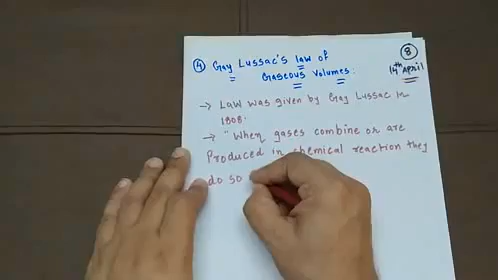 ④ Gay Lussac's law of
Gaseous Volumes:
8
14th April
→ Law was given by Gay Lussac in
1808.
→ "When gases combine or are
Produced in chemical reaction they
do so